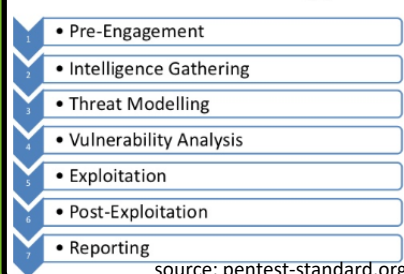 1 • Pre-Engagement
2 • Intelligence Gathering
3 • Threat Modelling
4 • Vulnerability Analysis
5 • Exploitation
6 • Post-Exploitation
7 • Reporting
source: pentest-standard.org